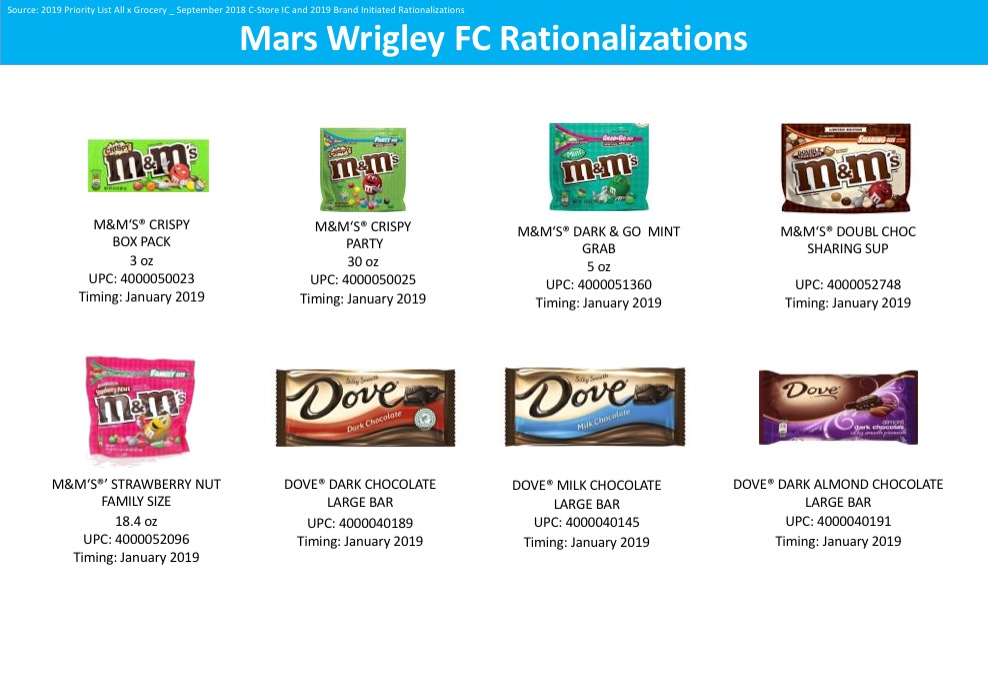 Source: 2019 Priority List All x Grocery _ September 2018 C-Store IC and 2019 Brand Initiated Rationalizations
Mars Wrigley FC Rationalizations
CRISPY
m&m's
PARTY SIZE
CRISPY
m&m's
GRAB&GO SIZE
Mint
m&m's
LIMITED EDITION
SHARING SIZE
DOUBLE
m&m's
M&M'S® CRISPY
BOX PACK
3 oz
UPC: 4000050023
Timing: January 2019
M&M'S® CRISPY
PARTY
30 oz
UPC: 4000050025
Timing: January 2019
M&M'S® DARK & GO  MINT
GRAB
5 oz
UPC: 4000051360
Timing: January 2019
M&M'S® DOUBL CHOC
SHARING SUP
UPC: 4000052748
Timing: January 2019
FAMILY SIZE
Strawberry Nut
m&m's
Silky Smooth
Dove
Dark Chocolate
Silky Smooth
Dove
Milk Chocolate
Dove
almond
dark chocolate
M&M'S®' STRAWBERRY NUT
FAMILY SIZE
18.4 oz
UPC: 4000052096
Timing: January 2019
DOVE® DARK CHOCOLATE
LARGE BAR
UPC: 4000040189
Timing: January 2019
DOVE® MILK CHOCOLATE
LARGE BAR
UPC: 4000040145
Timing: January 2019
DOVE® DARK ALMOND CHOCOLATE
LARGE BAR
UPC: 4000040191
Timing: January 2019